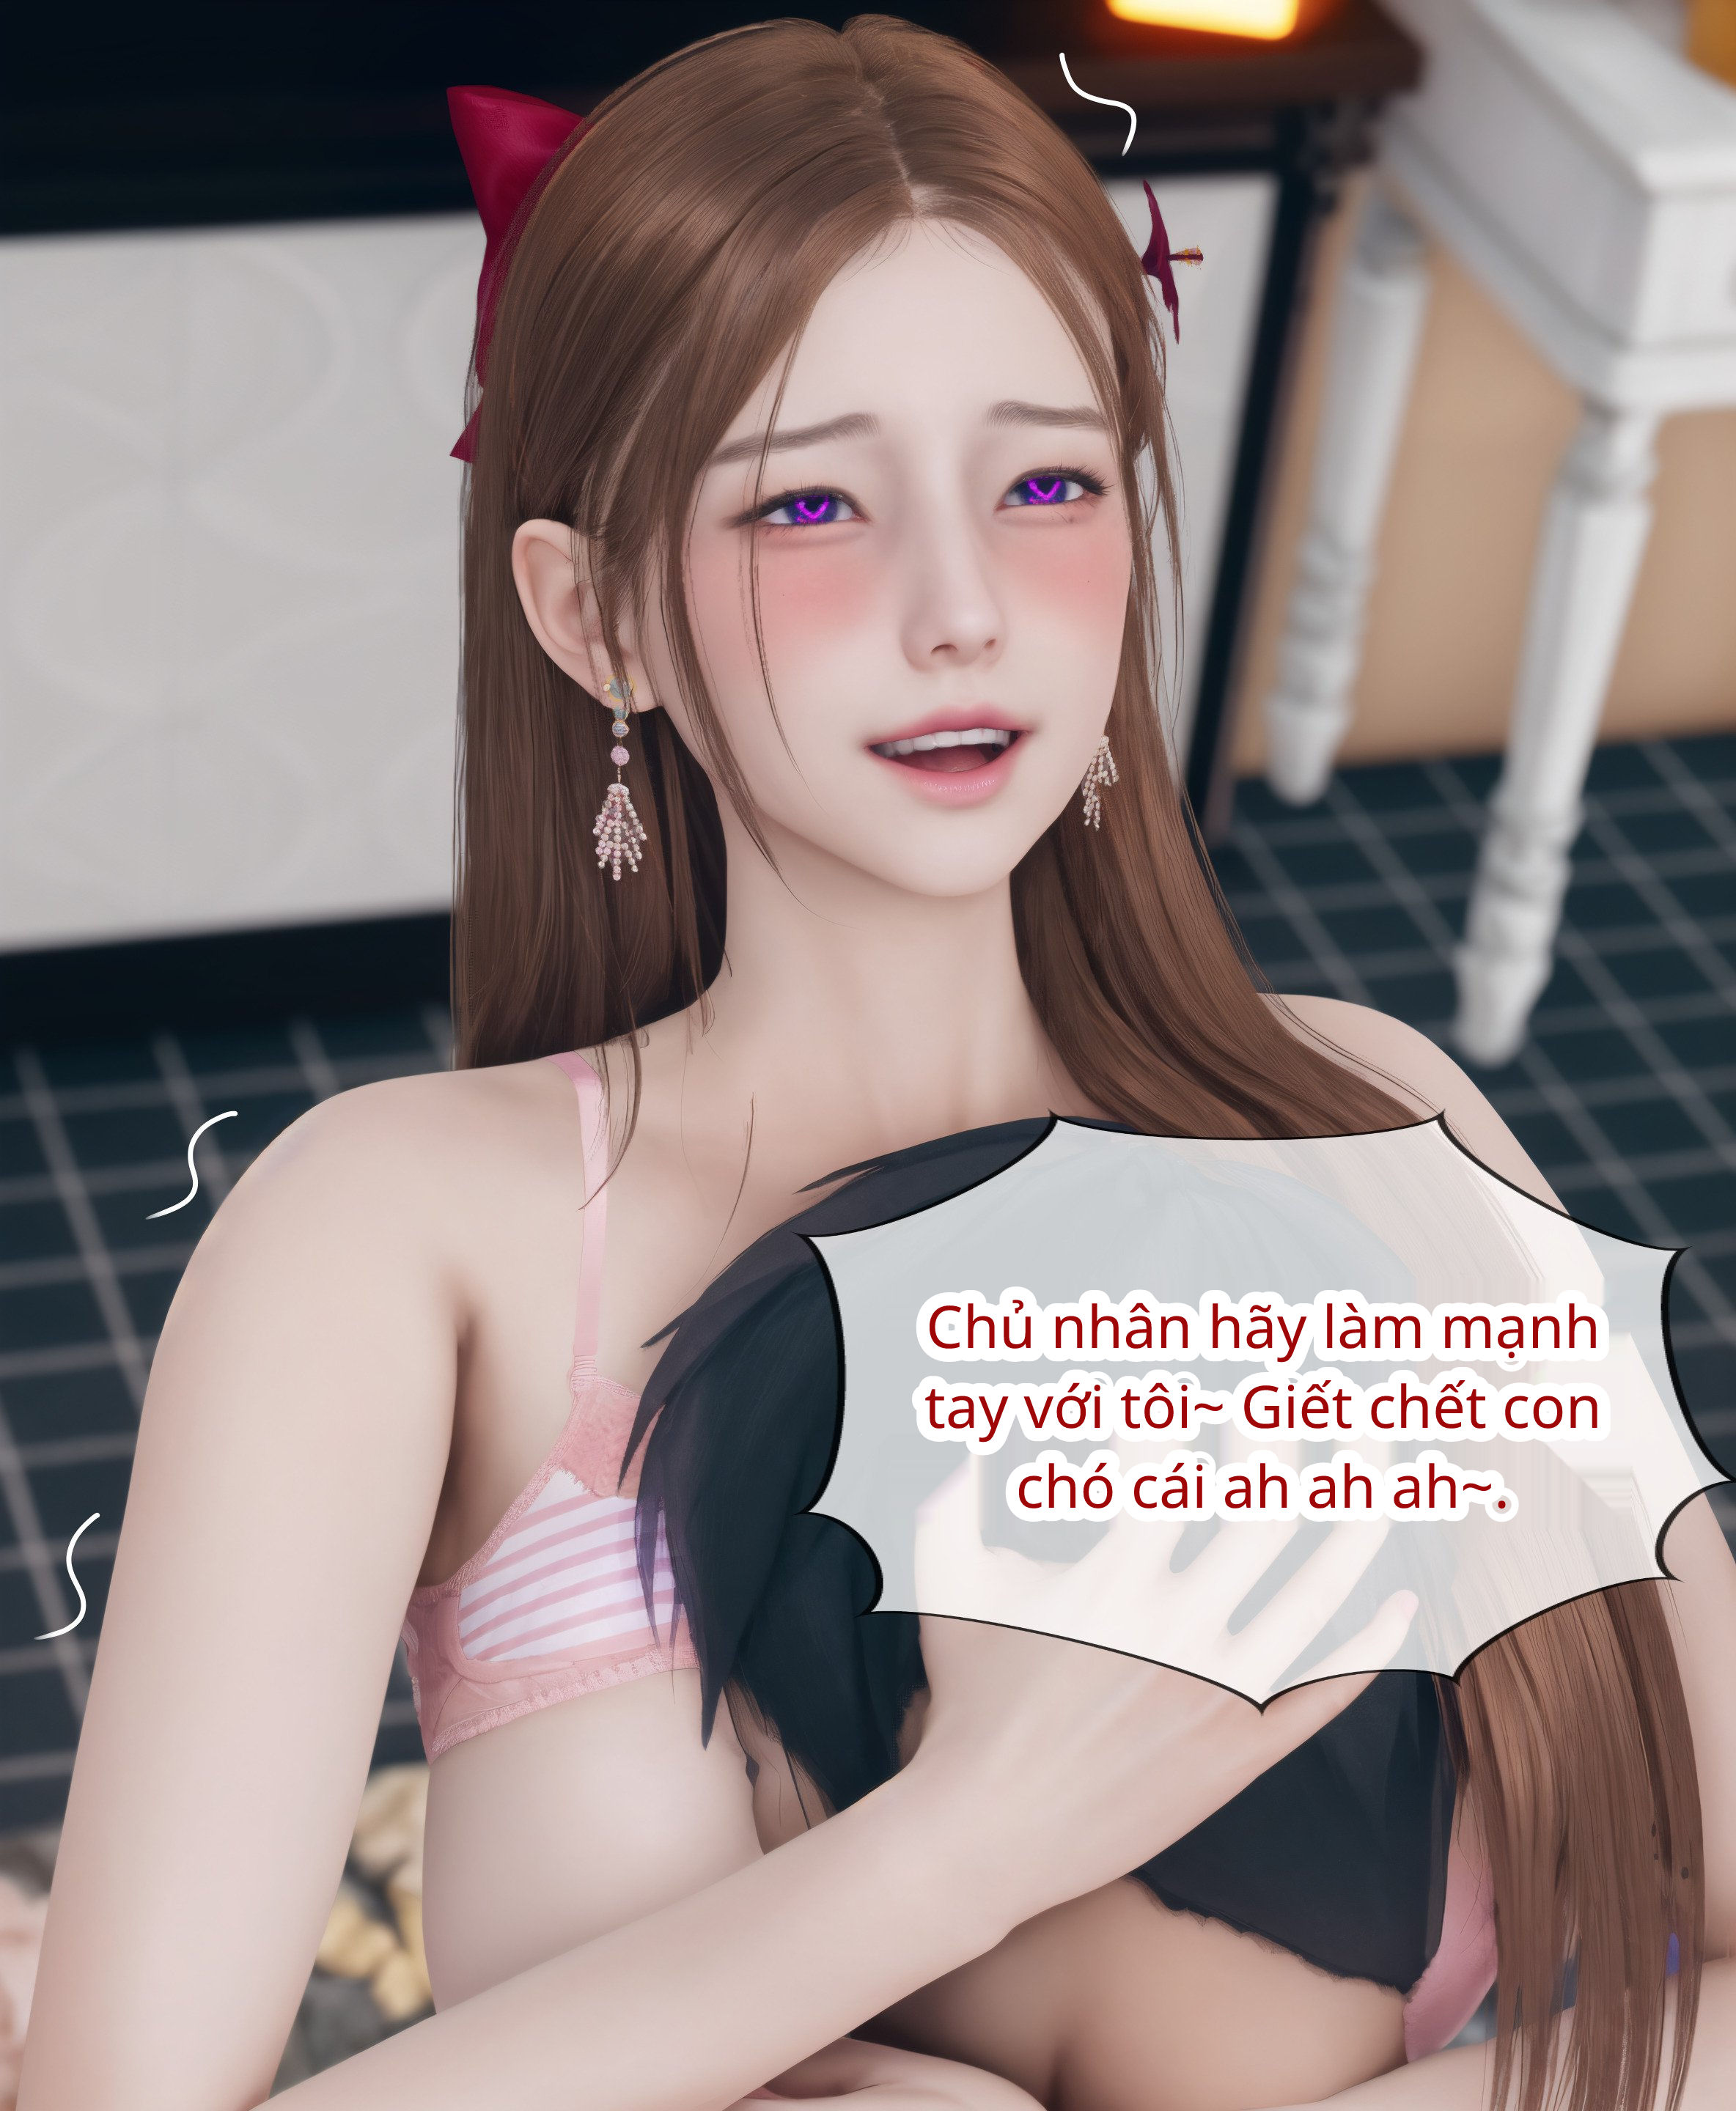 Chủ nhân hãy làm mạnh
tay với tôi~ Giết chết con
chó cái ah ah ah~.